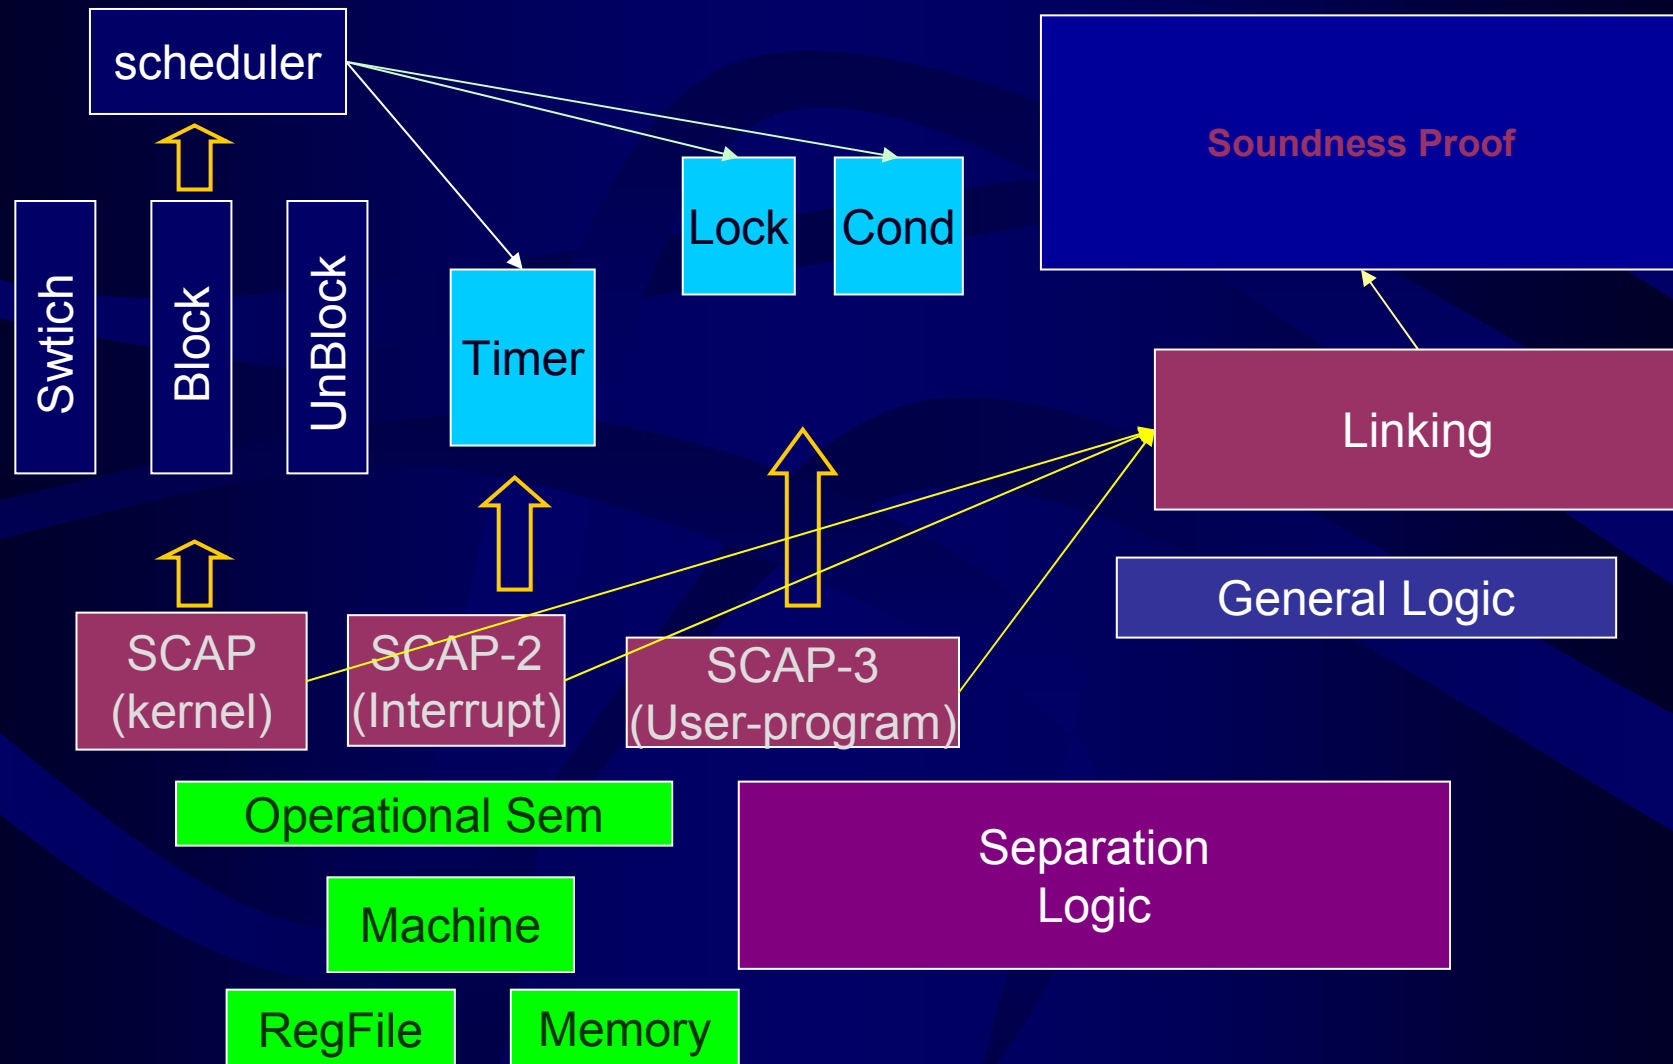 scheduler
Soundness Proof
Lock
Cond
Swtich
Block
UnBlock
Timer
Linking
General Logic
SCAP
(kernel)
SCAP-2
(Interrupt)
SCAP-3
(User-program)
Operational Sem
Separation
Logic
Machine
RegFile
Memory